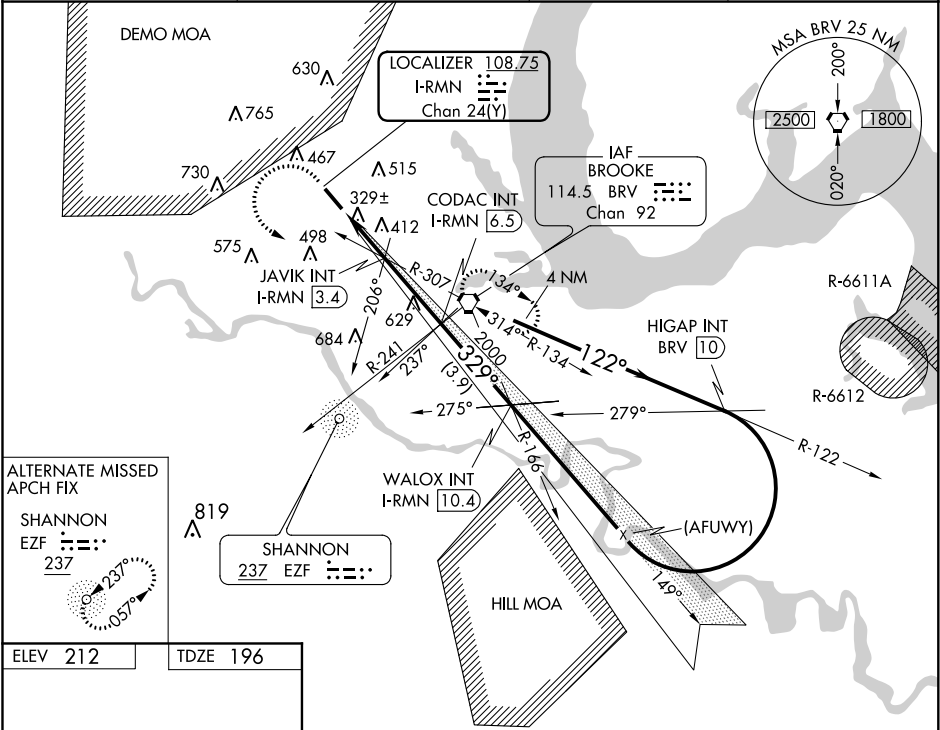 DEMO MOA
630
765
467
730
515
LOCALIZER 108.75
I-RMN
Chan 24(Y)
MSA BRV 25 NM
200°
2500
1800
020°
IAF
BROOKE
114.5 BRV
Chan 92
CODAC INT
I-RMN 6.5
329±
412
575
498
JAVIK INT
I-RMN 3.4
R-307
134°
4 NM
206°
629
684
314°
R-134
2000
HIGAP INT
BRV 10
R-6611A
R-6612
R-241
237°
329°
(3.9)
122°
275°
279°
R-122
R-166
WALOX INT
I-RMN 10.4
ALTERNATE MISSED
APCH FIX
SHANNON
EZF
237
237°
057°
819
SHANNON
237 EZF
(AFUWY)
149°
HILL MOA
ELEV 212
TDZE 196